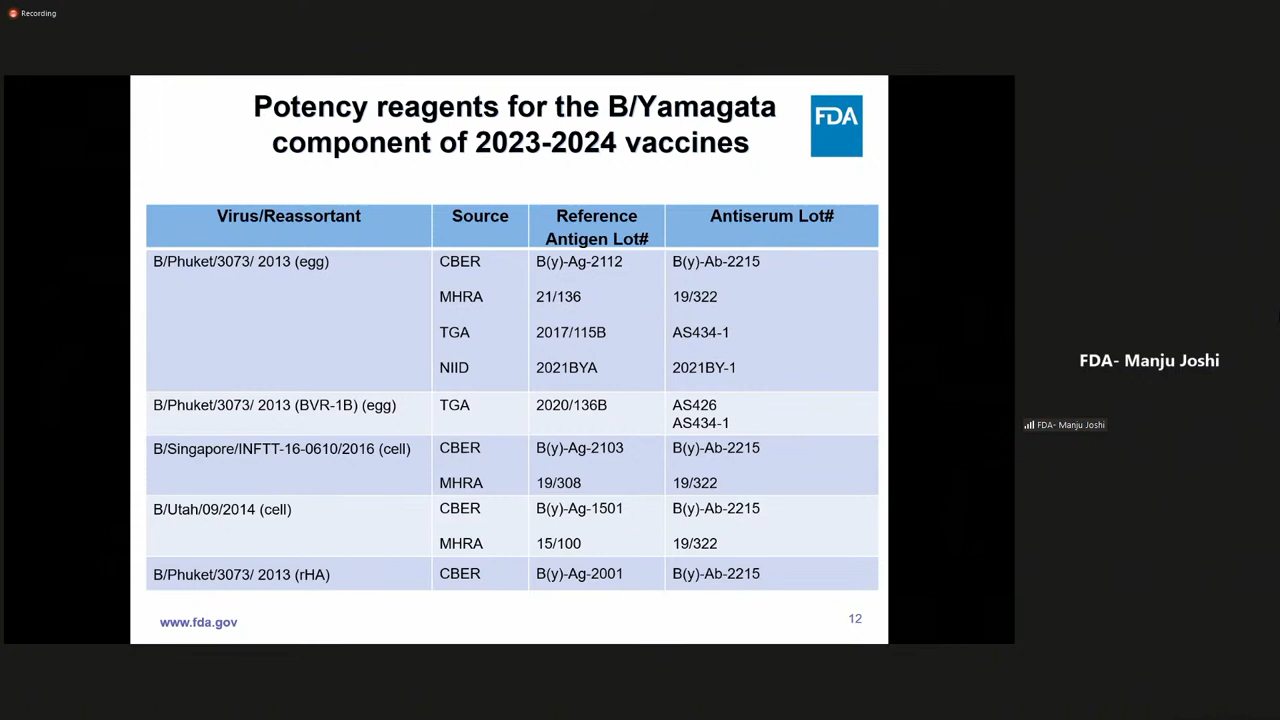 Recording
Potency reagents for the B/Yamagata
component of 2023-2024 vaccines
FDA
Virus/Reassortant Source Reference Antigen Lot# Antiserum Lot#
B/Phuket/3073/ 2013 (egg) CBER B(y)-Ag-2112 B(y)-Ab-2215
MHRA 21/136 19/322
TGA 2017/115B AS434-1
NIID 2021BYA 2021BY-1
B/Phuket/3073/ 2013 (BVR-1B) (egg) TGA 2020/136B AS426
AS434-1
B/Singapore/INFTT-16-0610/2016 (cell) CBER B(y)-Ag-2103 B(y)-Ab-2215
MHRA 19/308 19/322
B/Utah/09/2014 (cell) CBER B(y)-Ag-1501 B(y)-Ab-2215
MHRA 15/100 19/322
B/Phuket/3073/ 2013 (rHA) CBER B(y)-Ag-2001 B(y)-Ab-2215
www.fda.gov 12
FDA- Manju Joshi
FDA- Manju Joshi